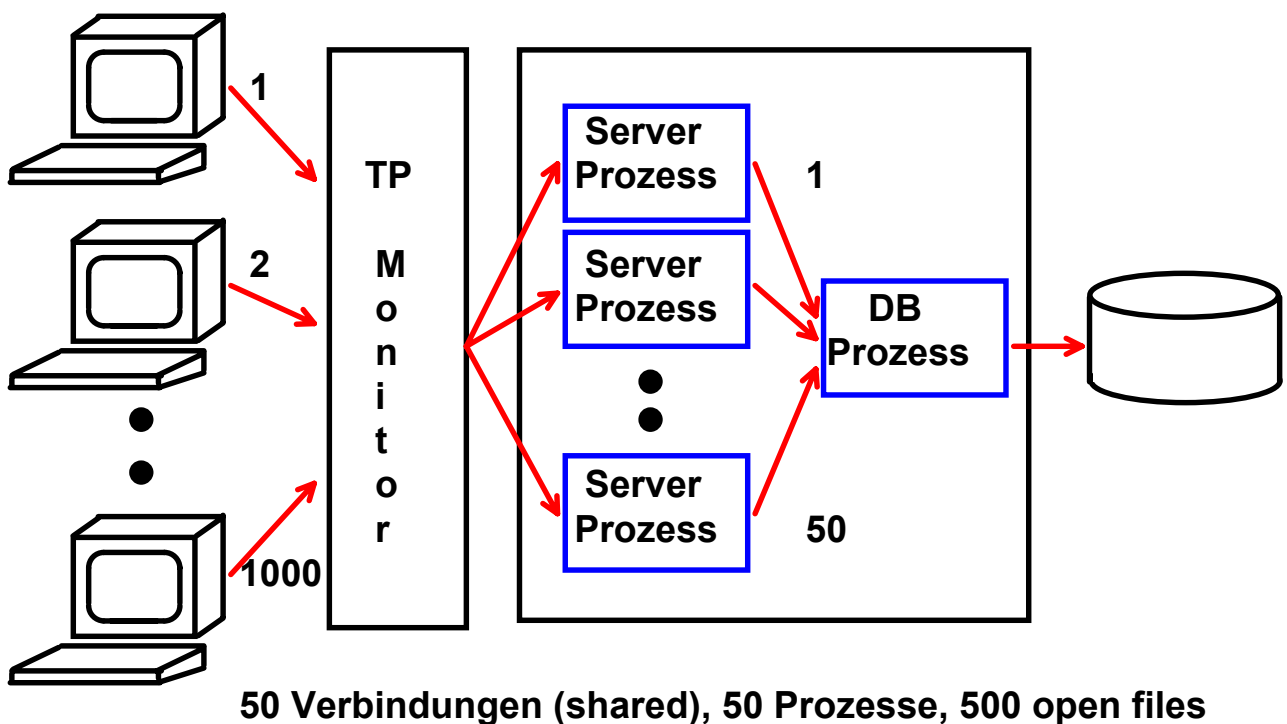 1
2
1000
TP
Monitor
Server
Prozess
Server
Prozess
Server
Prozess
1
50
DB
Prozess
50 Verbindungen (shared), 50 Prozesse, 500 open files